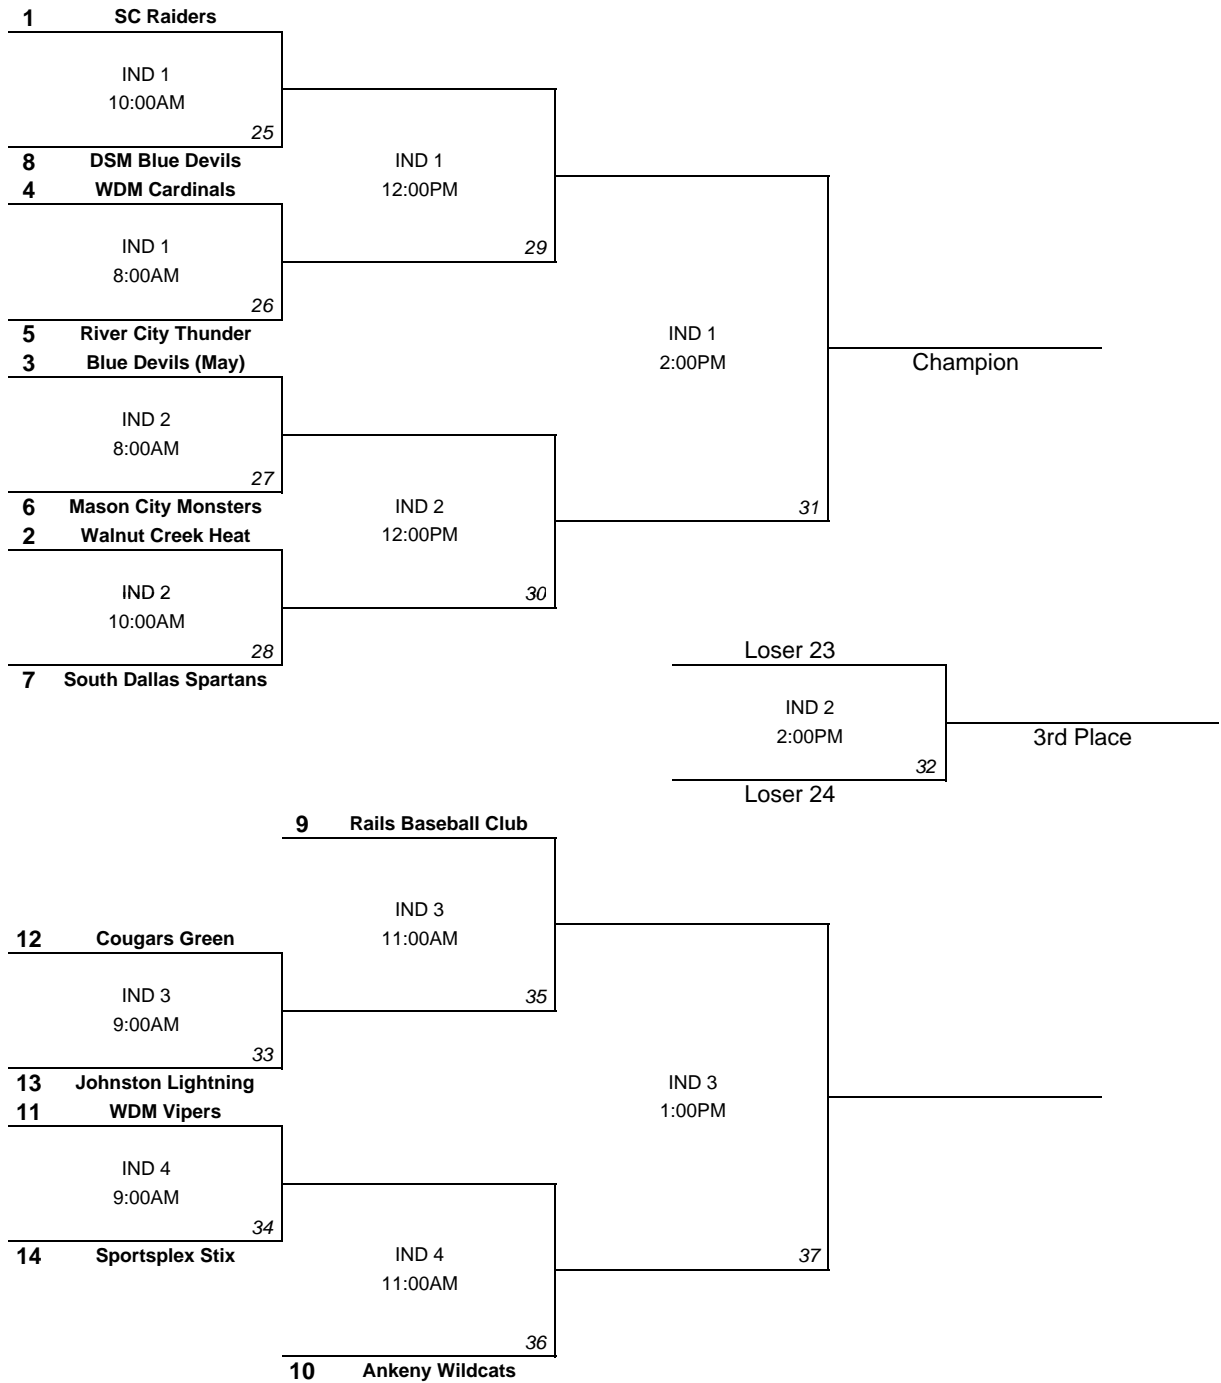 1 SC Raiders
IND 1
10:00AM
25
8 DSM Blue Devils
4 WDM Cardinals
IND 1
12:00PM
29
IND 1
8:00AM
26
5 River City Thunder
3 Blue Devils (May)
IND 1
2:00PM
31
Champion
IND 2
8:00AM
27
6 Mason City Monsters
2 Walnut Creek Heat
IND 2
12:00PM
30
IND 2
10:00AM
28
7 South Dallas Spartans
Loser 23
IND 2
2:00PM
32
3rd Place
Loser 24
9 Rails Baseball Club
IND 3
11:00AM
35
12 Cougars Green
IND 3
9:00AM
33
13 Johnston Lightning
11 WDM Vipers
IND 3
1:00PM
37
IND 4
9:00AM
34
14 Sportsplex Stix
IND 4
11:00AM
36
10 Ankeny Wildcats